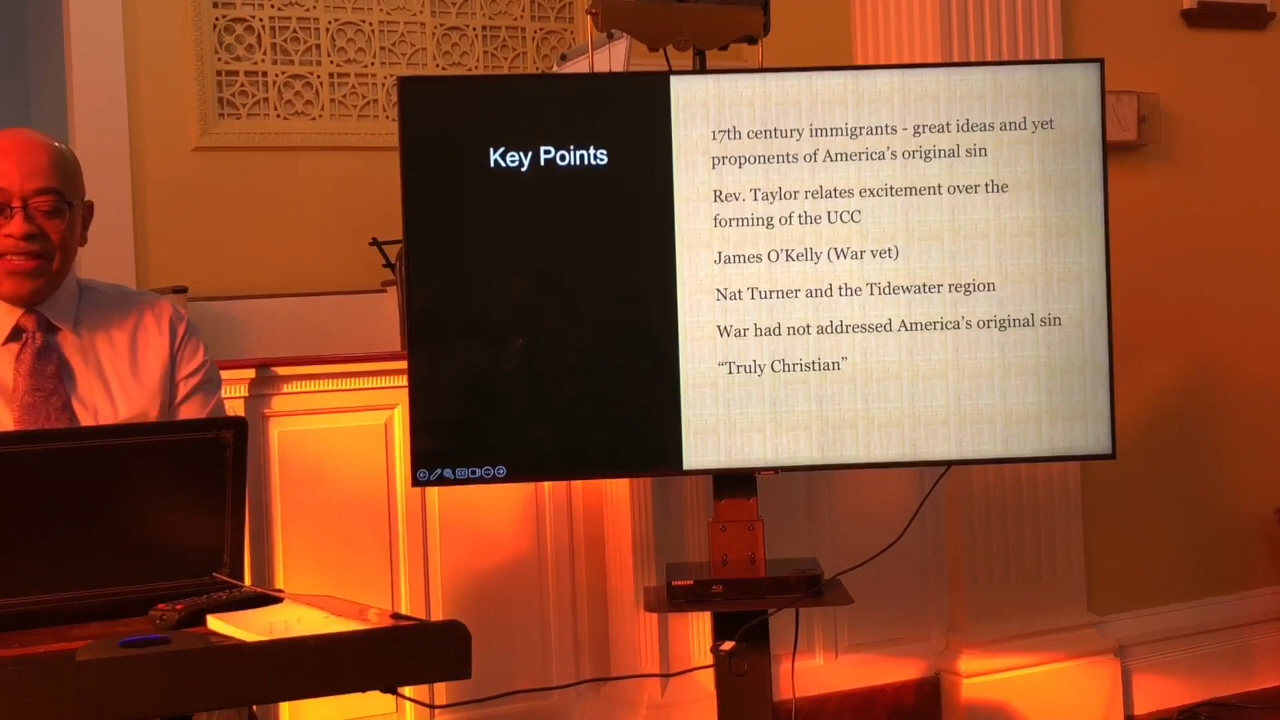 Key Points
17th century immigrants - great ideas and yet
proponents of America's original sin
Rev. Taylor relates excitement over the
forming of the UCC
James O'Kelly (War vet)
Nat Turner and the Tidewater region
War had not addressed America's original sin
“Truly Christian”
SAMSUNG